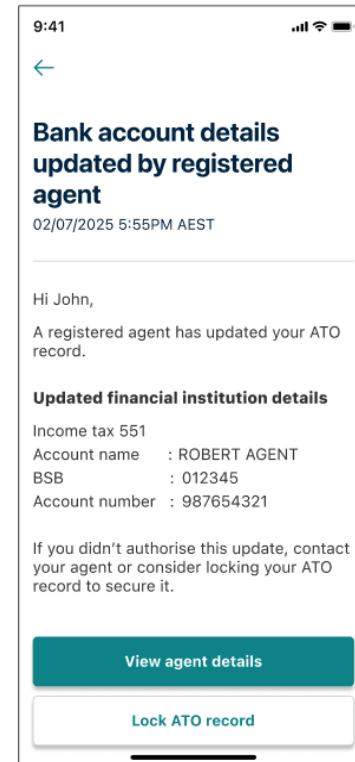 9:41
Bank account details
updated by registered
agent
02/07/2025 5:55PM AEST
Hi John,
A registered agent has updated your ATO
record.
Updated financial institution details
Income tax 551
Account name : ROBERT AGENT
BSB : 012345
Account number : 987654321
If you didn’t authorise this update, contact
your agent or consider locking your ATO
record to secure it.
View agent details
Lock ATO record